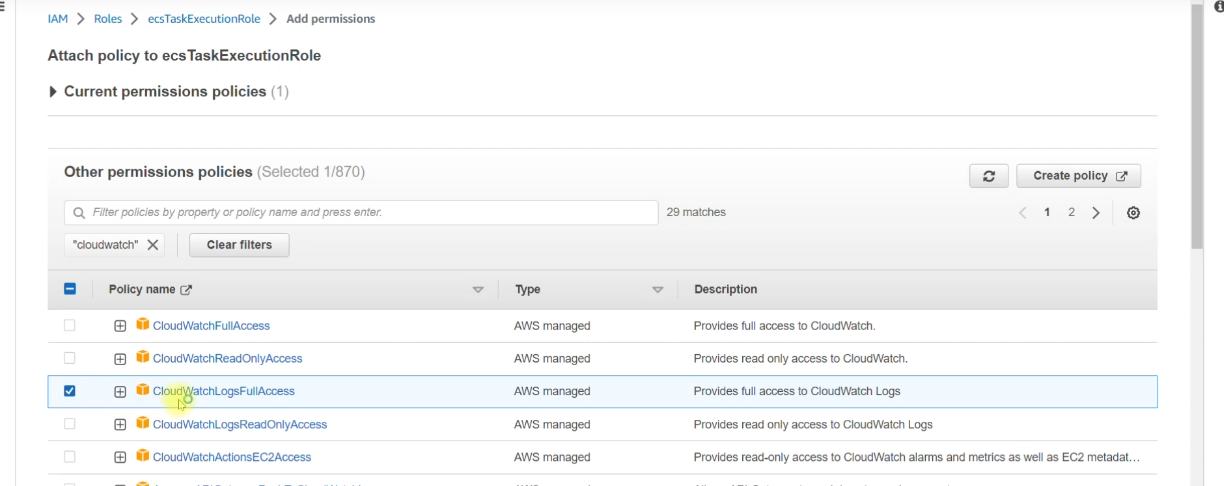 IAM > Roles > ecsTaskExecutionRole > Add permissions
Attach policy to ecsTaskExecutionRole
Current permissions policies (1)
Other permissions policies (Selected 1/870)
Create policy
Filter policies by property or policy name and press enter.
29 matches
1 2
"cloudwatch"
Clear filters
Policy name Type Description
CloudWatchFullAccess AWS managed Provides full access to CloudWatch.
CloudWatchReadOnlyAccess AWS managed Provides read only access to CloudWatch.
CloudWatchLogsFullAccess AWS managed Provides full access to CloudWatch Logs
CloudWatchLogsReadOnlyAccess AWS managed Provides read only access to CloudWatch Logs
CloudWatchActionsEC2Access AWS managed Provides read-only access to CloudWatch alarms and metrics as well as EC2 metadat...